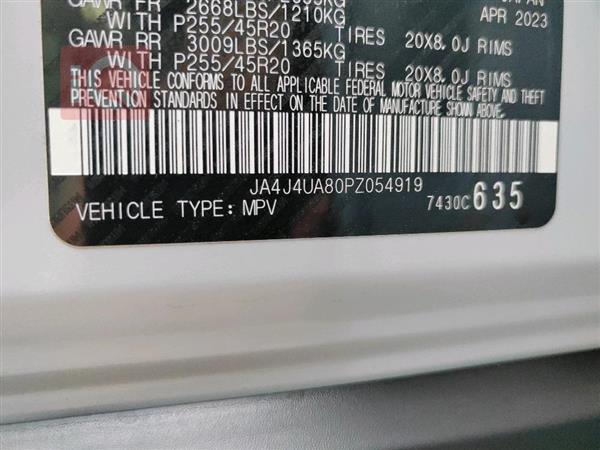 JAPAN
GAWR FR 2668LBS/1210KG APR 2023
WITH P255/45R20 TIRES 20X8.0J RIMS
GAWR RR 3009LBS/1365KG
WITH P255/45R20 TIRES 20X8.0J RIMS
THIS VEHICLE CONFORMS TO ALL APPLICABLE FEDERAL MOTOR VEHICLE SAFETY AND THEFT
PREVENTION STANDARDS IN EFFECT ON THE DATE OF MANUFACTURE SHOWN ABOVE.
JA4J4UA80PZ054919
VEHICLE TYPE: MPV 7430C635